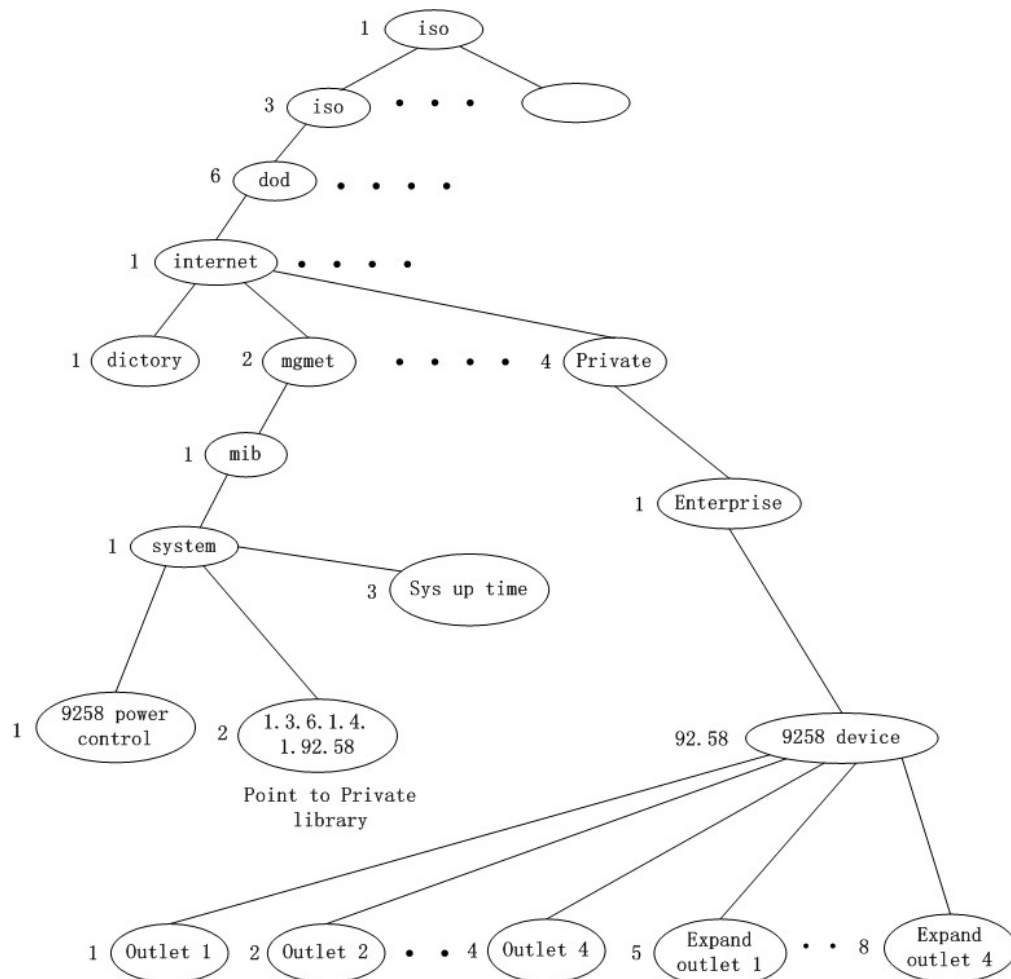 1 iso
3 iso
6 dod
1 internet
1 dictory 2 mgmet 4 Private
1 mib
1 Enterprise
1 system
3 Sys up time
1 9258 power
control
2 1.3.6.1.4.
1.92.58
92.58 9258 device
Point to Private
library
1 Outlet 1 2 Outlet 2 4 Outlet 4 5 Expand
outlet 1
8 Expand
outlet 4